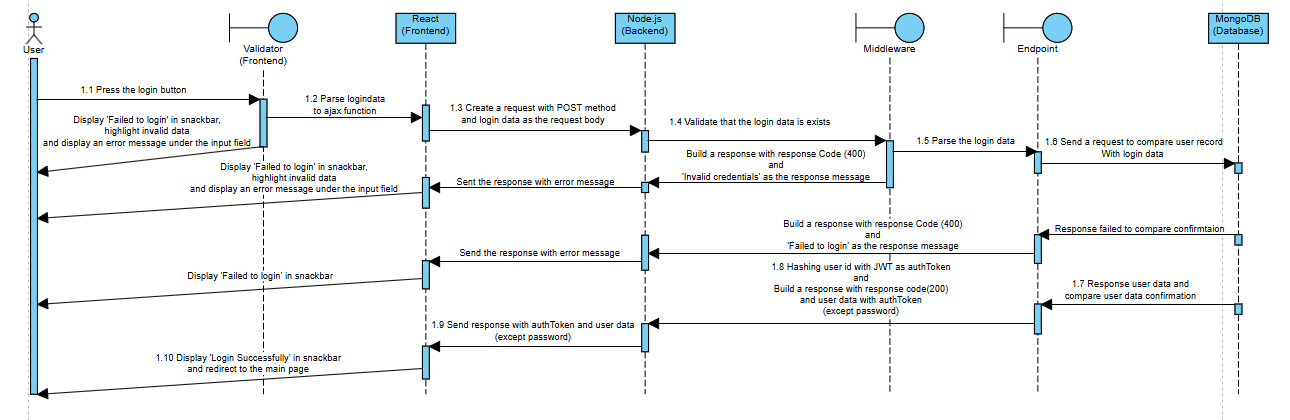 User
Validator
(Frontend)
React
(Frontend)
Node.js
(Backend)
Middleware
Endpoint
MongoDB
(Database)
1.1 Press the login button
1.2 Parse logindata
to ajax function
1.3 Create a request with POST method
and login data as the request body
1.4 Validate that the login data is exists
1.5 Parse the login data
1.6 Send a request to compare user record
With login data
Display 'Failed to login' in snackbar,
highlight invalid data
and display an error message under the input field
Build a response with response Code (400)
and
'Invalid credentials' as the response message
Sent the response with error message
Display 'Failed to login' in snackbar,
highlight invalid data
and display an error message under the input field
Response failed to compare confirmtaion
Build a response with response Code (400)
and
'Failed to login' as the response message
Send the response with error message
Display 'Failed to login' in snackbar
1.7 Response user data and
compare user data confirmation
1.8 Hashing user id with JWT as authToken
and
Build a response with response code(200)
and user data with authToken
(except password)
1.9 Send response with authToken and user data
(except password)
1.10 Display 'Login Successfully' in snackbar
and redirect to the main page